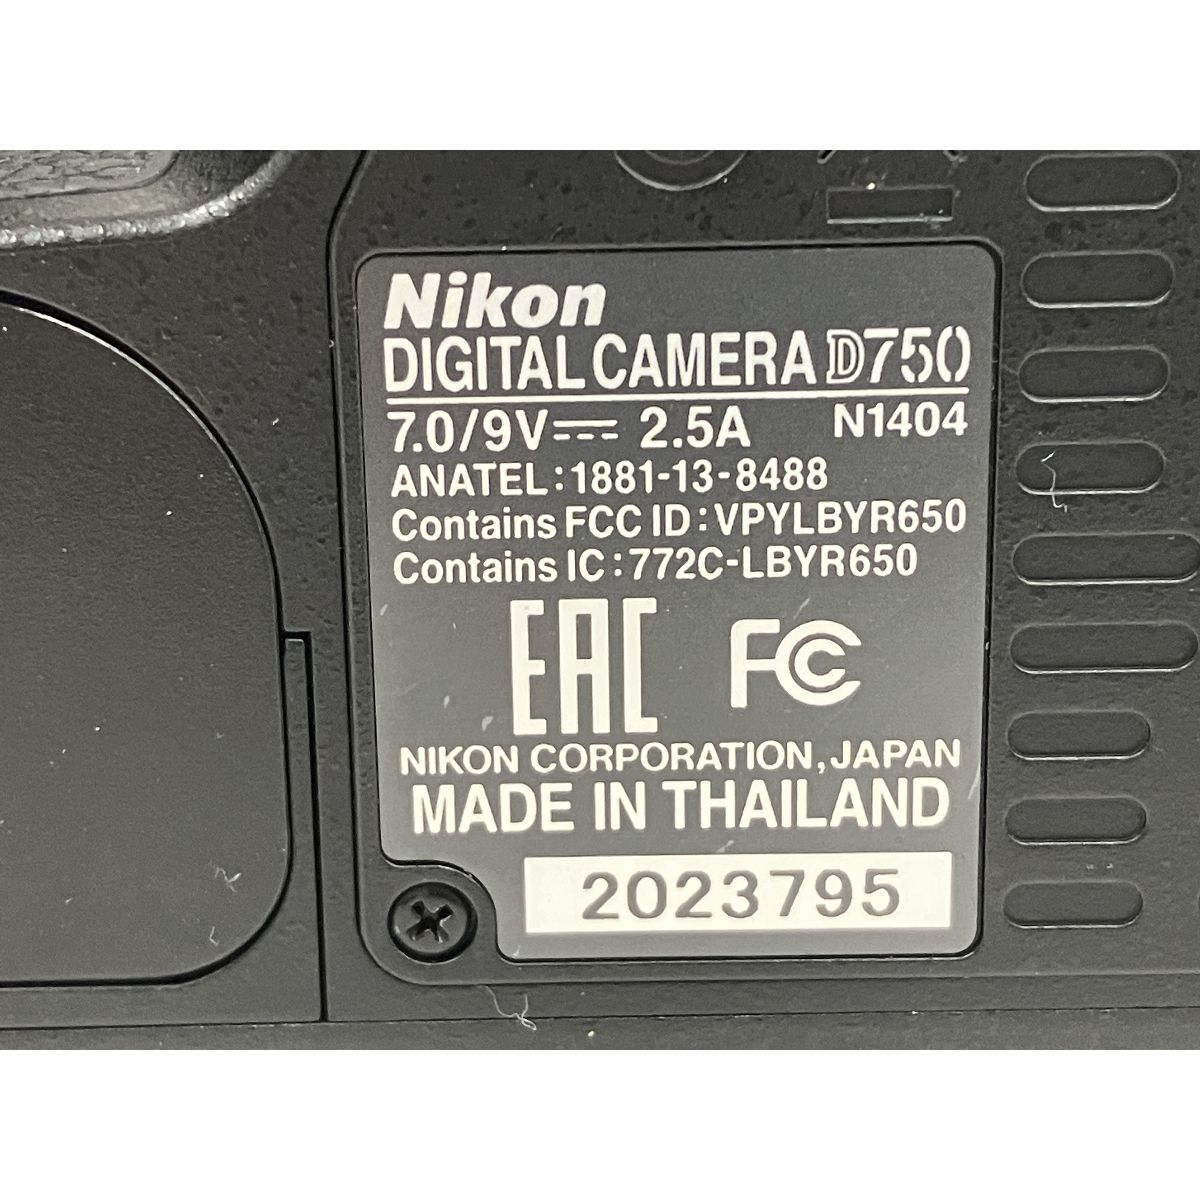 Nikon
DIGITAL CAMERA D750
7.0/9V⎓ 2.5A N1404
ANATEL:1881-13-8488
Contains FCC ID:VPYLBYR650
Contains IC:772C-LBYR650
EAC FC
NIKON CORPORATION,JAPAN
MADE IN THAILAND
2023795